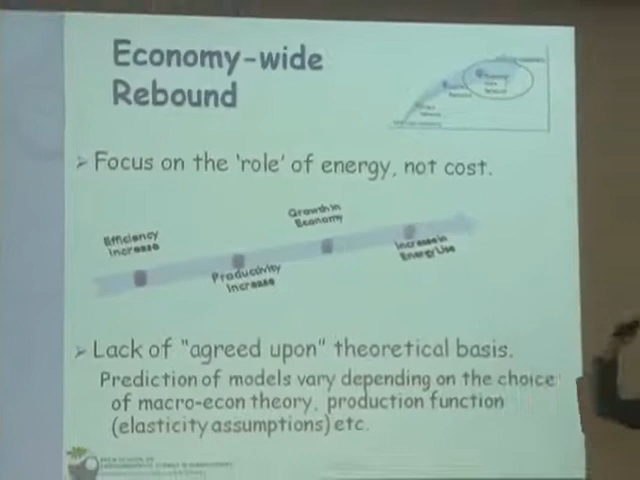 Economy-wide
Rebound
Focus on the 'role' of energy, not cost.
Efficiency
Increase
Productivity
Increase
Growth in
Economy
Increase in
Energy Use
Lack of "agreed upon" theoretical basis.
Prediction of models vary depending on the choice
of macro-econ theory, production function
(elasticity assumptions) etc.